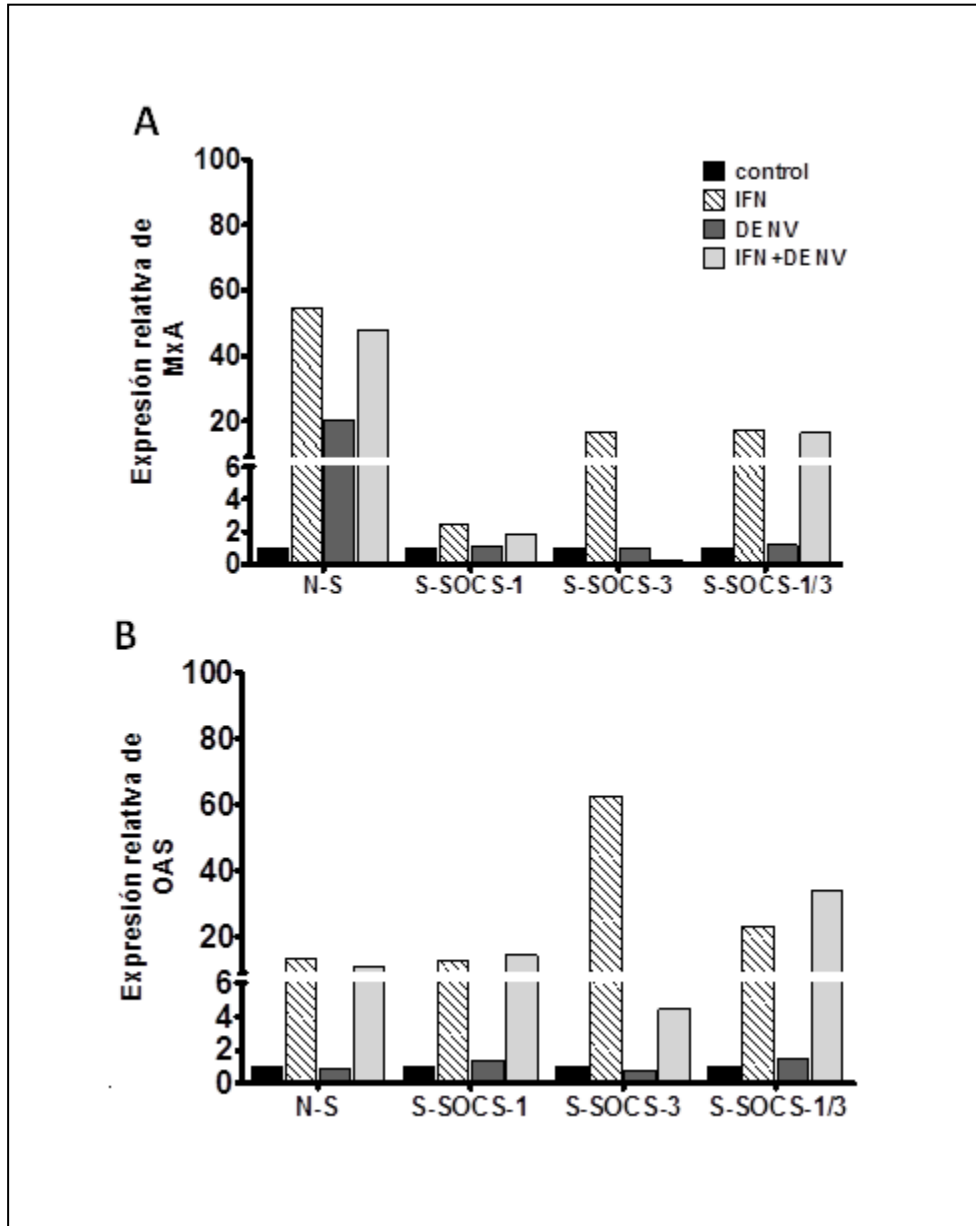 A
100
80
60
40
20
6
4
2
0
Expresión relativa de
MxA
control
IFN
DENV
IFN+DENV
N-S
S-SOCS-1
S-SOCS-3
S-SOCS-1/3
B
100
80
60
40
20
6
4
2
0
Expresión relativa de
OAS
N-S
S-SOCS-1
S-SOCS-3
S-SOCS-1/3